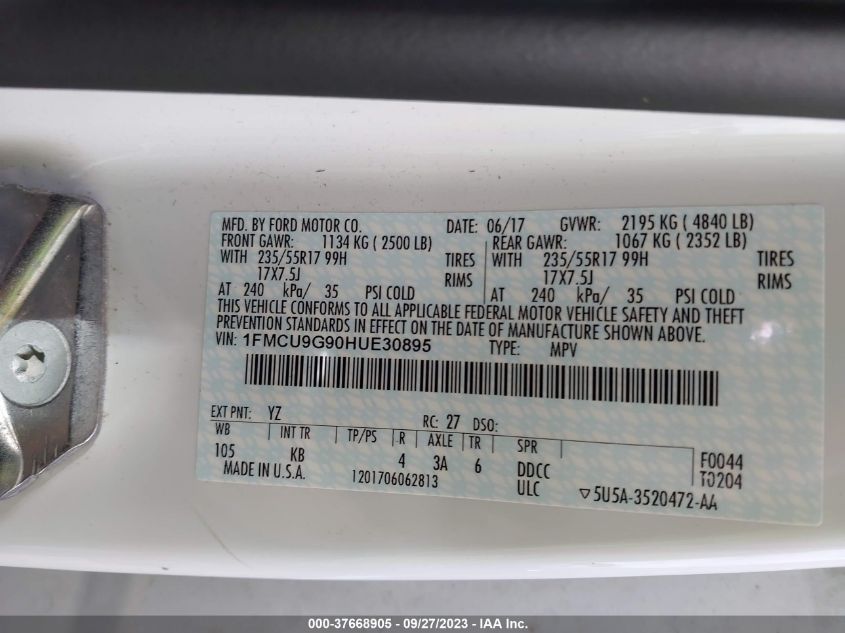 MFD. BY FORD MOTOR CO. DATE: 06/17 GVWR: 2195 KG ( 4840 LB)
FRONT GAWR: 1134 KG ( 2500 LB) REAR GAWR: 1067 KG ( 2352 LB)
WITH 235/55R17 99H TIRES WITH 235/55R17 99H TIRES
17X7.5J RIMS 17X7.5J RIMS
AT 240 kPa/ 35 PSI COLD AT 240 kPa/ 35 PSI COLD
THIS VEHICLE CONFORMS TO ALL APPLICABLE FEDERAL MOTOR VEHICLE SAFETY AND THEFT
PREVENTION STANDARDS IN EFFECT ON THE DATE OF MANUFACTURE SHOWN ABOVE.
VIN: 1FMCU9G90HUE30895 TYPE: MPV
EXT PNT: YZ RC: 27 DSO:
WB INT TR TP/PS R AXLE TR SPR
105 KB 4 3A 6 DDCC F0044
MADE IN U.S.A. 1201706062813 ULC T0204
▽5U5A-3520472-AA
000-37668905 - 09/27/2023 - IAA Inc.